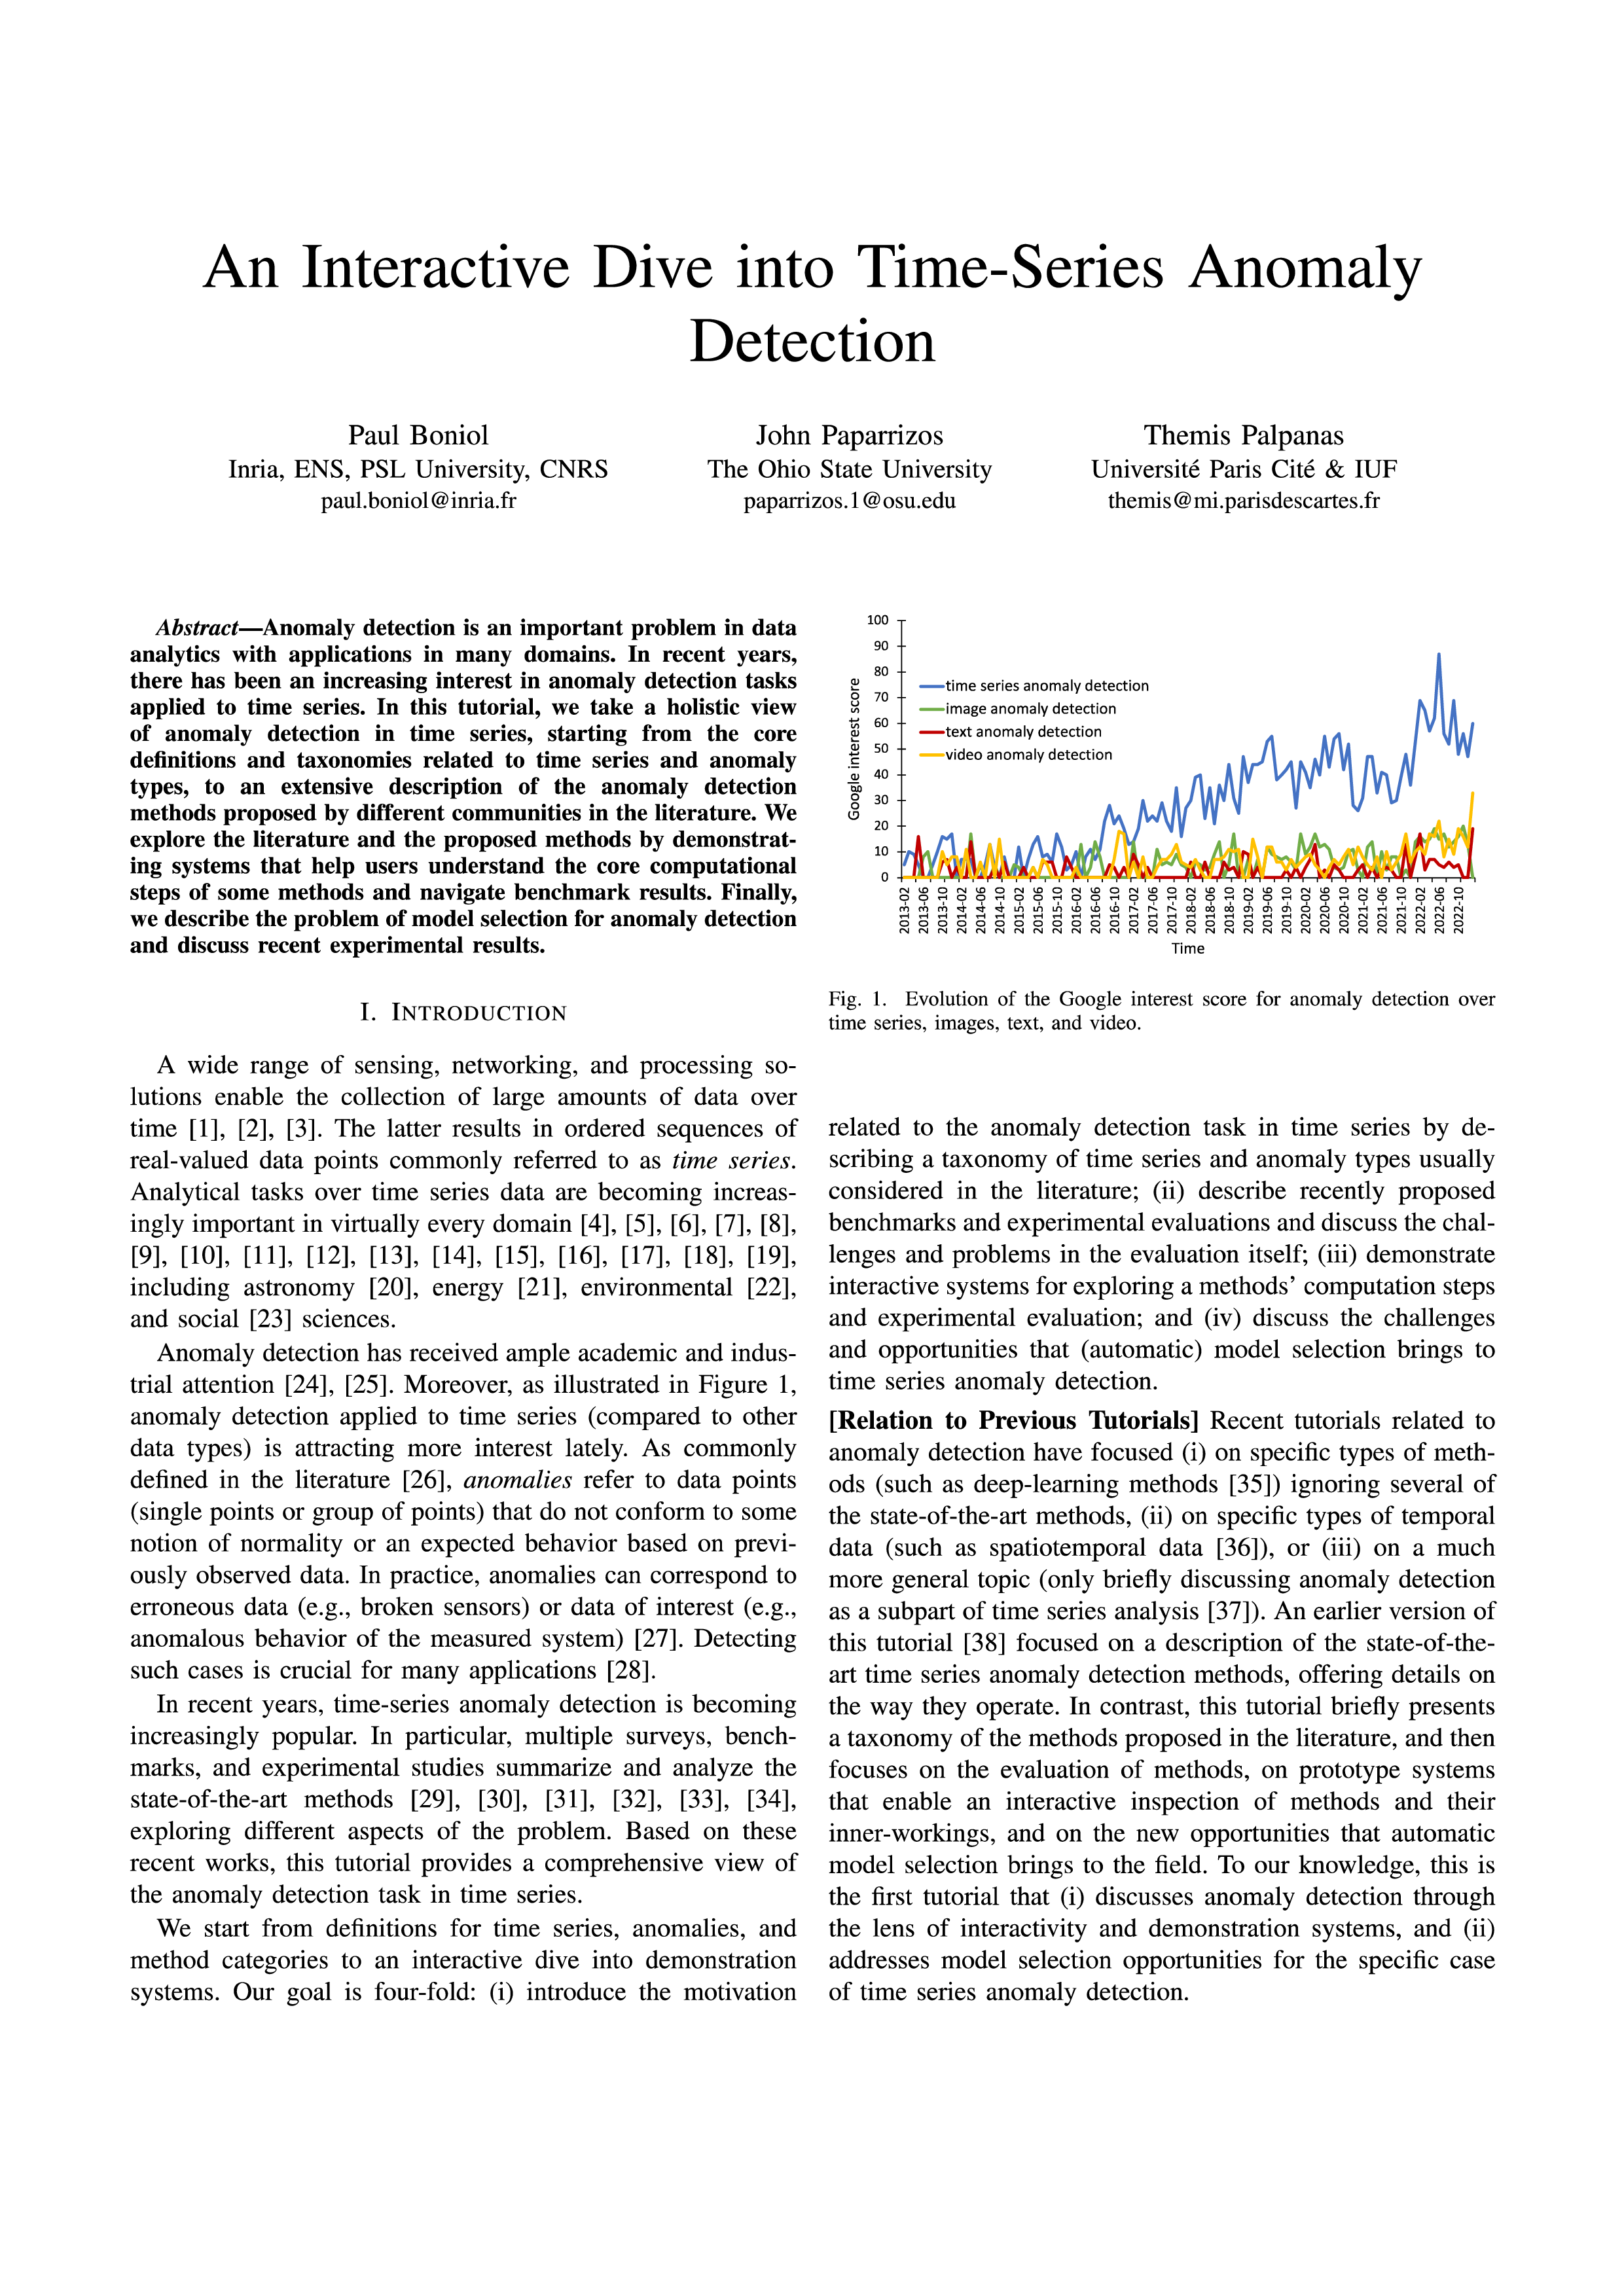 An Interactive Dive into Time-Series Anomaly
Detection
Paul Boniol
Inria, ENS, PSL University, CNRS
paul.boniol@inria.fr
John Paparrizos
The Ohio State University
paparrizos.1@osu.edu
Themis Palpanas
Université Paris Cité & IUF
themis@mi.parisdescartes.fr
Abstract—Anomaly detection is an important problem in data
analytics with applications in many domains. In recent years,
there has been an increasing interest in anomaly detection tasks
applied to time series. In this tutorial, we take a holistic view
of anomaly detection in time series, starting from the core
definitions and taxonomies related to time series and anomaly
types, to an extensive description of the anomaly detection
methods proposed by different communities in the literature. We
explore the literature and the proposed methods by demonstrat-
ing systems that help users understand the core computational
steps of some methods and navigate benchmark results. Finally,
we describe the problem of model selection for anomaly detection
and discuss recent experimental results.
I. INTRODUCTION
A wide range of sensing, networking, and processing so-
lutions enable the collection of large amounts of data over
time [1], [2], [3]. The latter results in ordered sequences of
real-valued data points commonly referred to as time series.
Analytical tasks over time series data are becoming increas-
ingly important in virtually every domain [4], [5], [6], [7], [8],
[9], [10], [11], [12], [13], [14], [15], [16], [17], [18], [19],
including astronomy [20], energy [21], environmental [22],
and social [23] sciences.
Anomaly detection has received ample academic and indus-
trial attention [24], [25]. Moreover, as illustrated in Figure 1,
anomaly detection applied to time series (compared to other
data types) is attracting more interest lately. As commonly
defined in the literature [26], anomalies refer to data points
(single points or group of points) that do not conform to some
notion of normality or an expected behavior based on previ-
ously observed data. In practice, anomalies can correspond to
erroneous data (e.g., broken sensors) or data of interest (e.g.,
anomalous behavior of the measured system) [27]. Detecting
such cases is crucial for many applications [28].
In recent years, time-series anomaly detection is becoming
increasingly popular. In particular, multiple surveys, bench-
marks, and experimental studies summarize and analyze the
state-of-the-art methods [29], [30], [31], [32], [33], [34],
exploring different aspects of the problem. Based on these
recent works, this tutorial provides a comprehensive view of
the anomaly detection task in time series.
We start from definitions for time series, anomalies, and
method categories to an interactive dive into demonstration
systems. Our goal is four-fold: (i) introduce the motivation
100
90
80
70
60
50
40
30
20
10
0
Google interest score
time series anomaly detection
image anomaly detection
text anomaly detection
video anomaly detection
2013-02
2013-06
2013-10
2014-02
2014-06
2014-10
2015-02
2015-06
2015-10
2016-02
2016-06
2016-10
2017-02
2017-06
2017-10
2018-02
2018-06
2018-10
2019-02
2019-06
2019-10
2020-02
2020-06
2020-10
2021-02
2021-06
2021-10
2022-02
2022-06
2022-10
Time
Fig. 1. Evolution of the Google interest score for anomaly detection over
time series, images, text, and video.
related to the anomaly detection task in time series by de-
scribing a taxonomy of time series and anomaly types usually
considered in the literature; (ii) describe recently proposed
benchmarks and experimental evaluations and discuss the chal-
lenges and problems in the evaluation itself; (iii) demonstrate
interactive systems for exploring a methods' computation steps
and experimental evaluation; and (iv) discuss the challenges
and opportunities that (automatic) model selection brings to
time series anomaly detection.
[Relation to Previous Tutorials] Recent tutorials related to
anomaly detection have focused (i) on specific types of meth-
ods (such as deep-learning methods [35]) ignoring several of
the state-of-the-art methods, (ii) on specific types of temporal
data (such as spatiotemporal data [36]), or (iii) on a much
more general topic (only briefly discussing anomaly detection
as a subpart of time series analysis [37]). An earlier version of
this tutorial [38] focused on a description of the state-of-the-
art time series anomaly detection methods, offering details on
the way they operate. In contrast, this tutorial briefly presents
a taxonomy of the methods proposed in the literature, and then
focuses on the evaluation of methods, on prototype systems
that enable an interactive inspection of methods and their
inner-workings, and on the new opportunities that automatic
model selection brings to the field. To our knowledge, this is
the first tutorial that (i) discusses anomaly detection through
the lens of interactivity and demonstration systems, and (ii)
addresses model selection opportunities for the specific case
of time series anomaly detection.